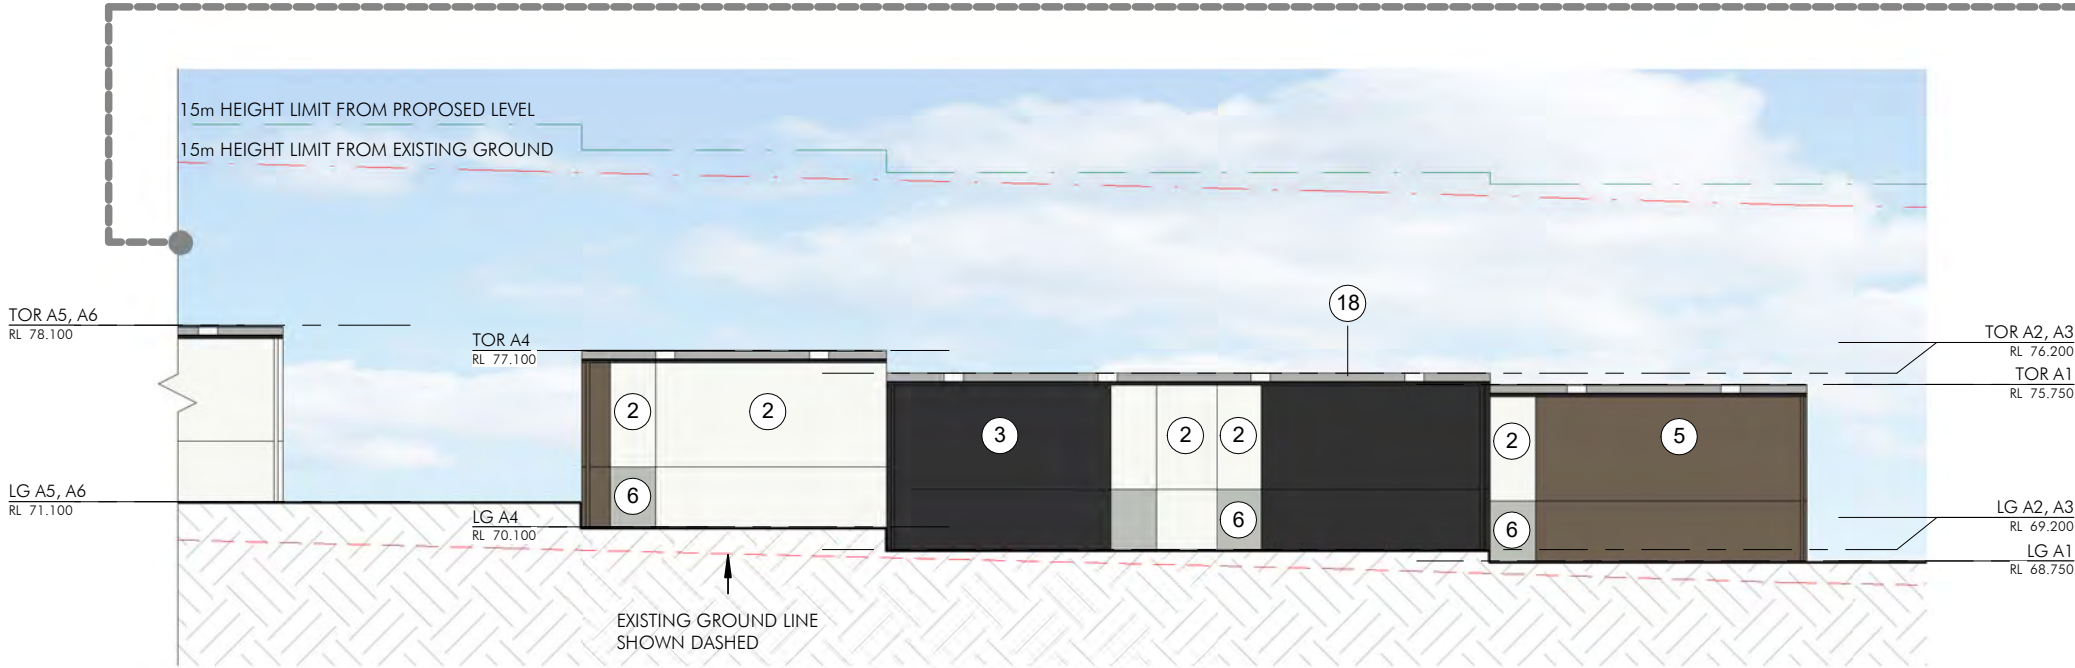 15m HEIGHT LIMIT FROM PROPOSED LEVEL
15m HEIGHT LIMIT FROM EXISTING GROUND
18
TOR A5, A6
RL 78.100
TOR A4
RL 77.100
TOR A2, A3
RL 76.200
TOR A1
RL 75.750
2
2
3
2
2
2
5
6
6
6
LG A5, A6
RL 71.100
LG A4
RL 70.100
LG A2, A3
RL 69.200
LG A1
RL 68.750
EXISTING GROUND LINE
SHOWN DASHED